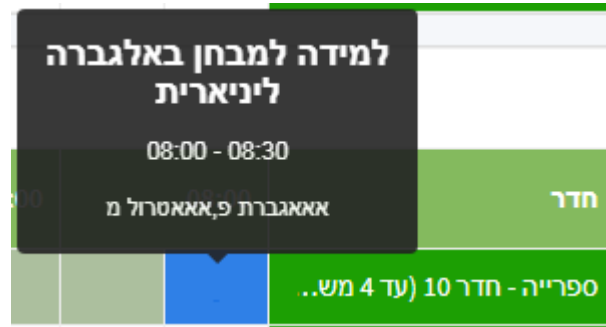 למידה למבחן באלגברה
ליניארית
08:00 - 08:30
אאאגברת פ,אאאטרול מ
חדר
ספרייה - חדר 10 (עד 4 מש...